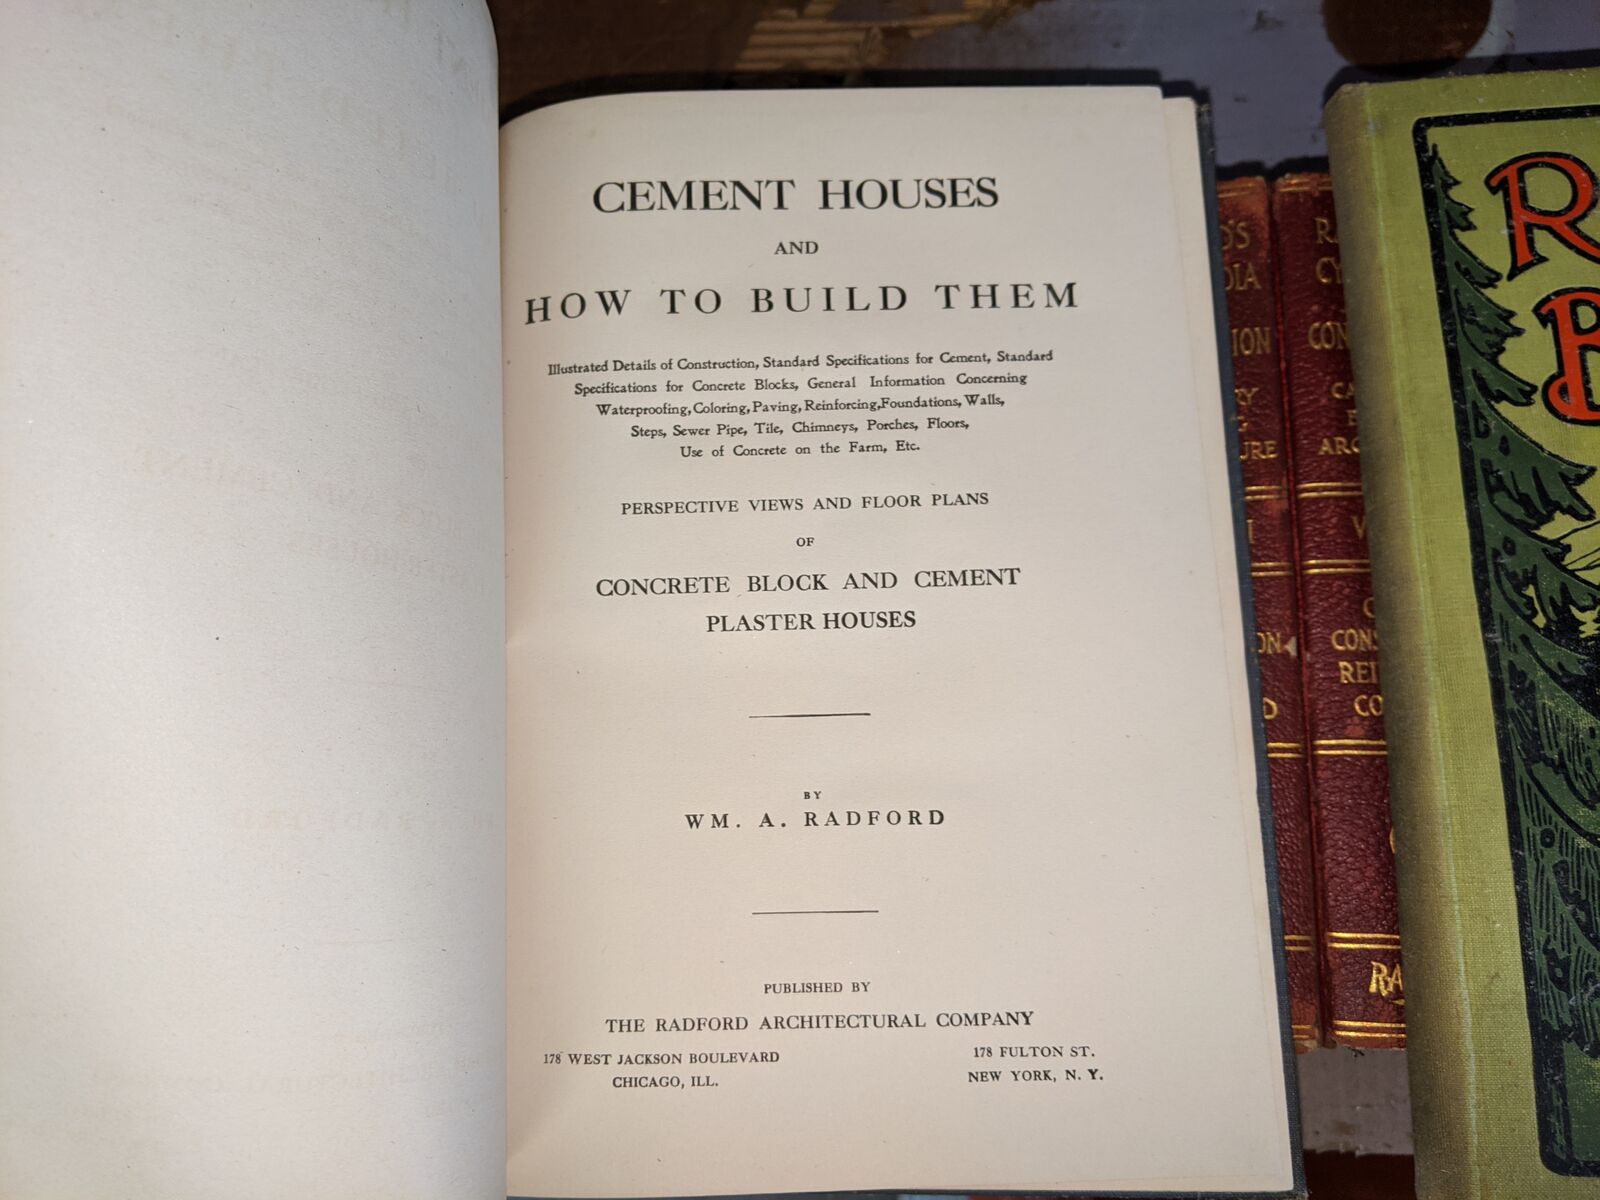 CEMENT HOUSES
AND
HOW TO BUILD THEM
Illustrated Details of Construction, Standard Specifications for Cement, Standard
Specifications for Concrete Blocks, General Information Concerning
Waterproofing, Coloring, Paving, Reinforcing, Foundations, Walls,
Steps, Sewer Pipe, Tile, Chimneys, Porches, Floors,
Use of Concrete on the Farm, Etc.
PERSPECTIVE VIEWS AND FLOOR PLANS
OF
CONCRETE BLOCK AND CEMENT
PLASTER HOUSES
BY
WM. A. RADFORD
PUBLISHED BY
THE RADFORD ARCHITECTURAL COMPANY
178 WEST JACKSON BOULEVARD
CHICAGO, ILL.
178 FULTON ST.
NEW YORK, N. Y.